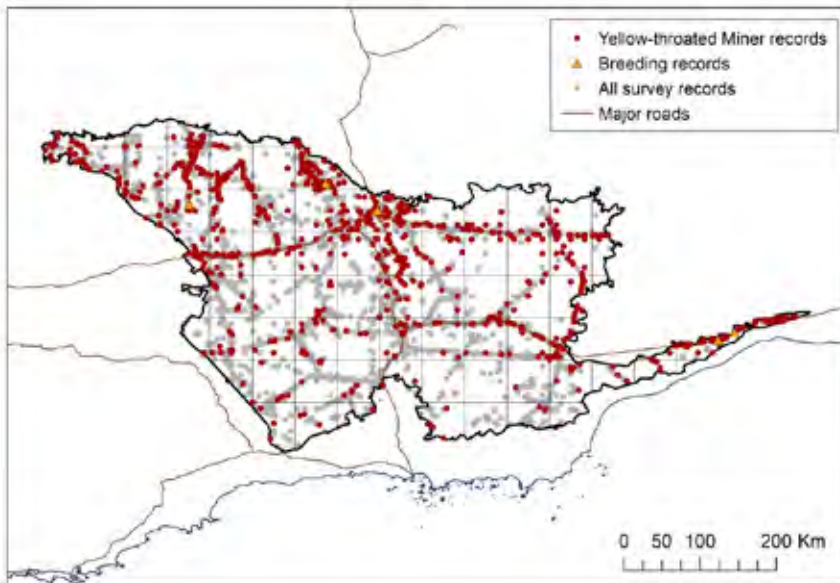 Yellow-throated Miner records
Breeding records
All survey records
Major roads
0 50 100 200 Km